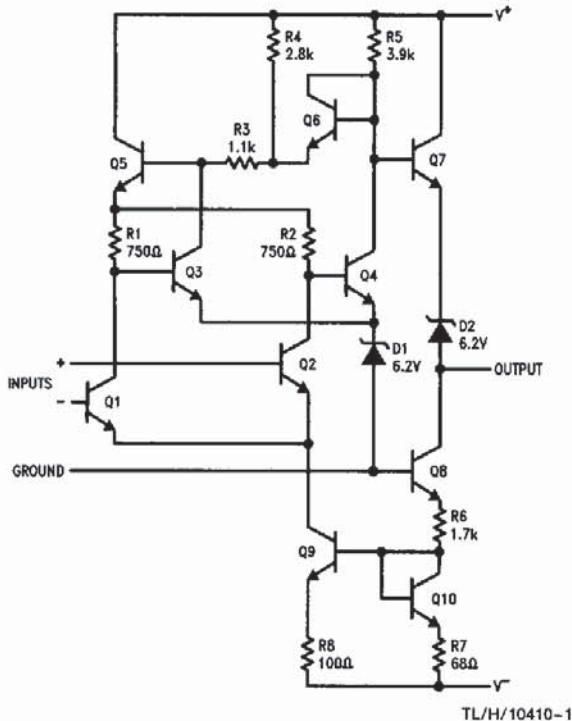 V+
R4
2.8k
R5
3.9k
Q6
R3
1.1k
Q5
Q7
R1
750Ω
R2
750Ω
Q3
Q4
D2
6.2V
D1
6.2V
+
Q2
OUTPUT
INPUTS
-
Q1
GROUND
Q8
R6
1.7k
Q9
Q10
R8
100Ω
R7
68Ω
V-
TL/H/10410-1